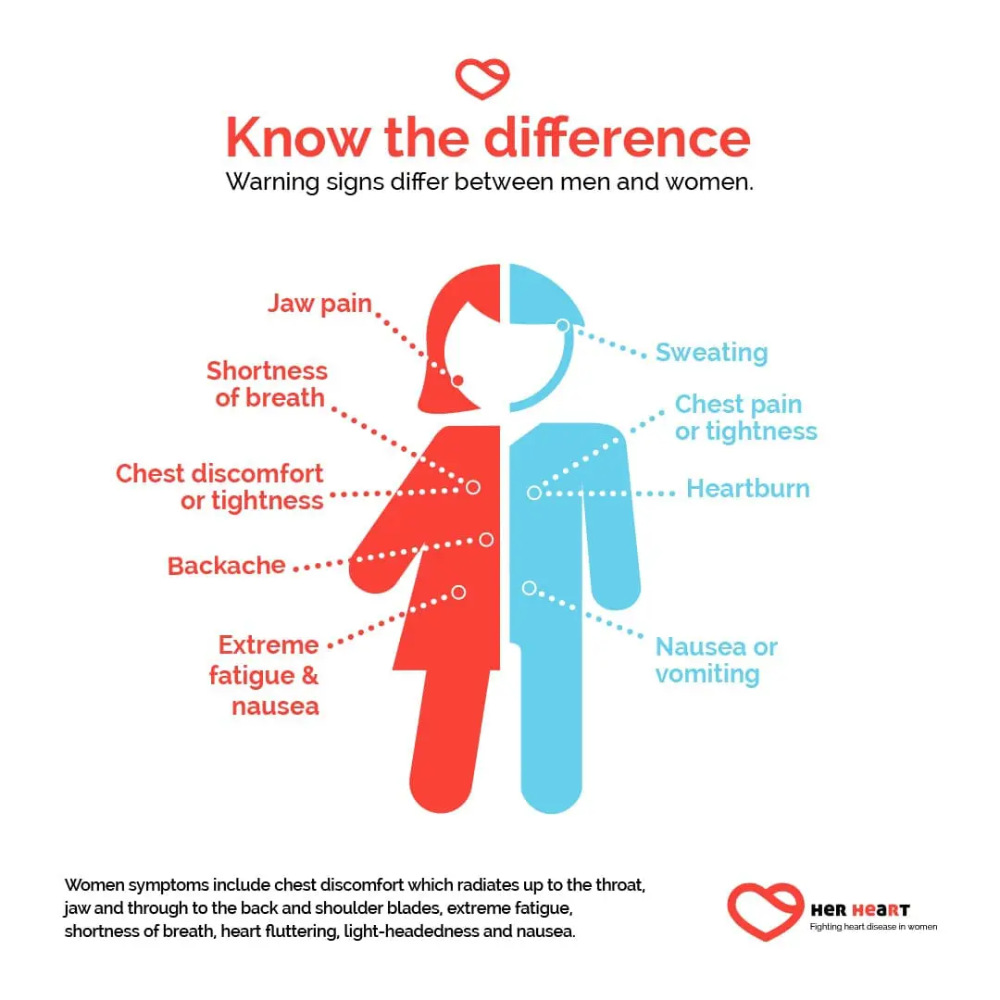 Know the difference
Warning signs differ between men and women.
Jaw pain
Shortness
of breath
Chest discomfort
or tightness
Backache
Extreme
fatigue &
nausea
Sweating
Chest pain
or tightness
Heartburn
Nausea or
vomiting
Women symptoms include chest discomfort which radiates up to the throat,
jaw and through to the back and shoulder blades, extreme fatigue,
shortness of breath, heart fluttering, light-headedness and nausea.
HER HEART
Fighting heart disease in women